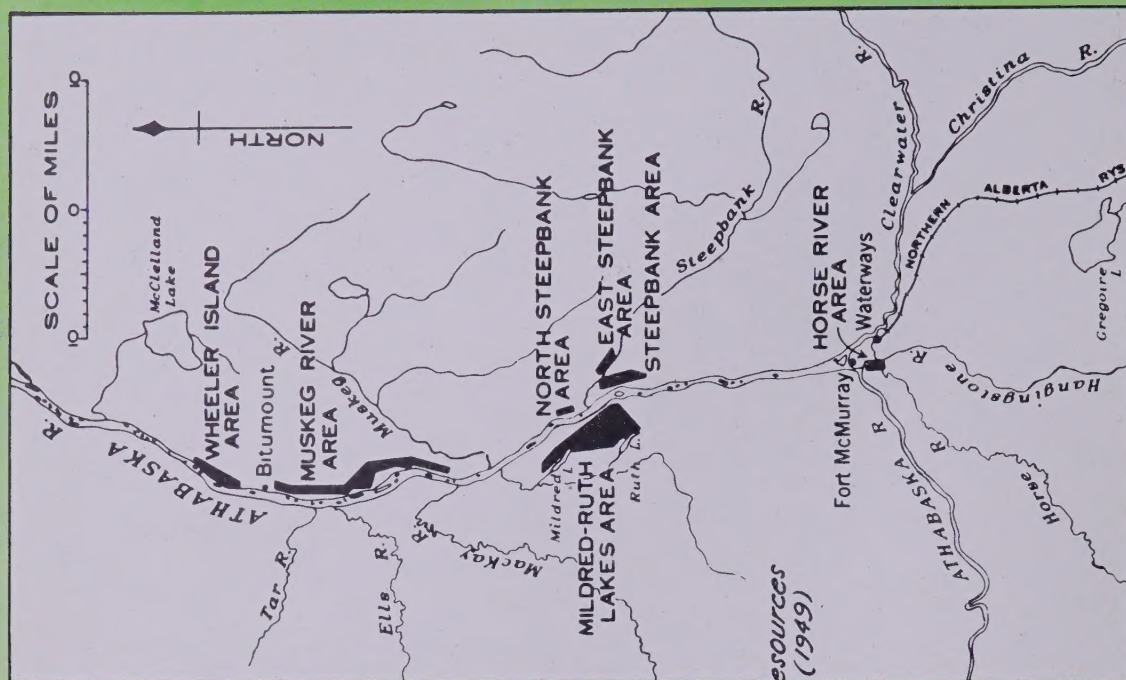 SCALE OF MILES
10 0 10
NORTH
McClelland
Lake
WHEELER ISLAND
AREA
R.
ATHABASKA
Bitumount
MUSKEG RIVER
AREA
Muskeg R.
Tar R.
Ells R.
MacKay R.
NORTH STEEPBANK
AREA
EAST STEEPBANK
AREA
STEEPBANK AREA
Steepbank R.
Mildred L.
Ruth L.
MILDRED-RUTH
LAKES AREA
HORSE RIVER
AREA
Waterways
Fort McMurray
Clearwater R.
Christina R.
NORTHERN ALBERTA RYS
Gregoire
L.
Hangingstone R
Horse R
ATHABASKA R
esources
(1949)